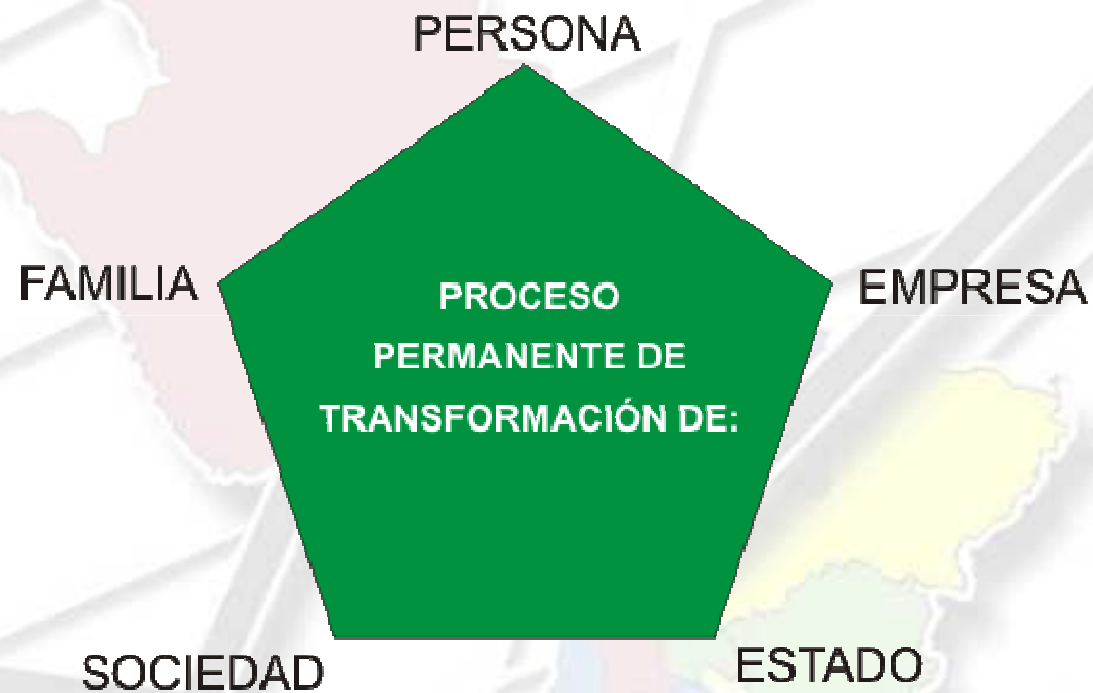 PERSONA
FAMILIA
EMPRESA
PROCESO
PERMANENTE DE
TRANSFORMACIÓN DE:
SOCIEDAD
ESTADO